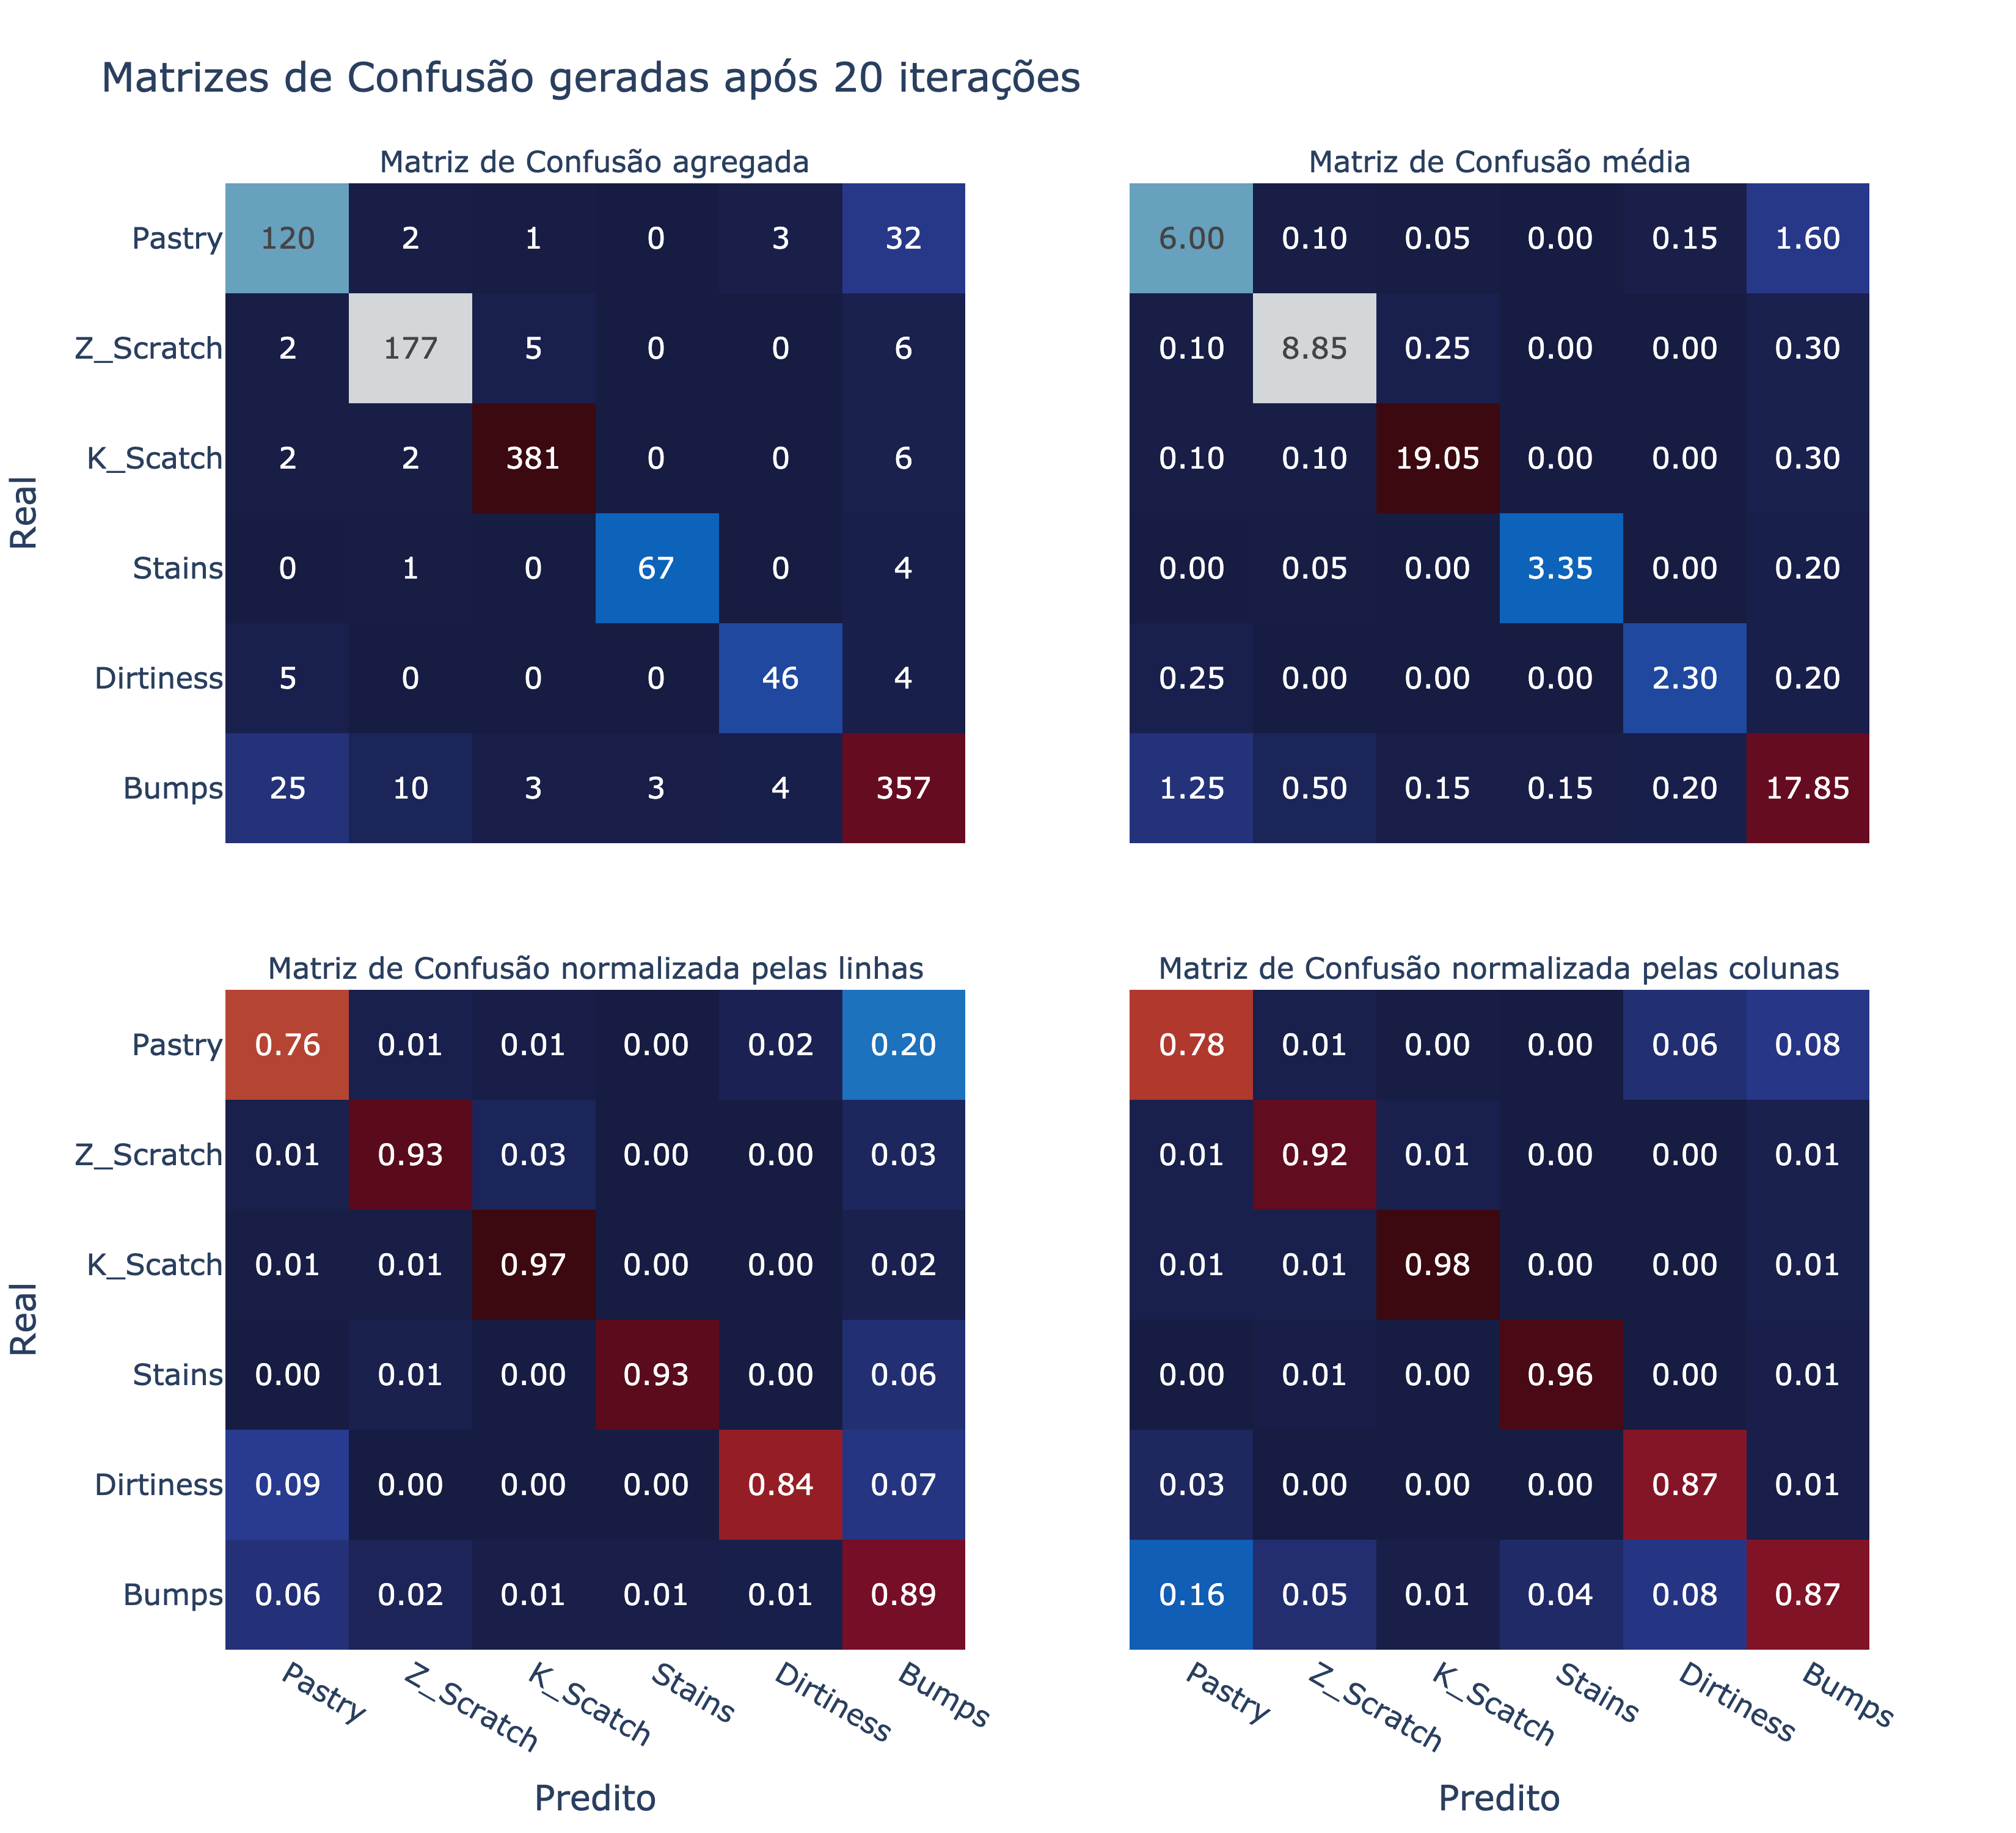 Matrizes de Confusão geradas após 20 iterações
Matriz de Confusão agregada
Matriz de Confusão média
Real
Pastry 120 2 1 0 3 32
6.00 0.10 0.05 0.00 0.15 1.60
Z_Scratch 2 177 5 0 0 6
0.10 8.85 0.25 0.00 0.00 0.30
K_Scatch 2 2 381 0 0 6
0.10 0.10 19.05 0.00 0.00 0.30
Stains 0 1 0 67 0 4
0.00 0.05 0.00 3.35 0.00 0.20
Dirtiness 5 0 0 0 46 4
0.25 0.00 0.00 0.00 2.30 0.20
Bumps 25 10 3 3 4 357
1.25 0.50 0.15 0.15 0.20 17.85
Matriz de Confusão normalizada pelas linhas
Matriz de Confusão normalizada pelas colunas
Real
Pastry 0.76 0.01 0.01 0.00 0.02 0.20
0.78 0.01 0.00 0.00 0.06 0.08
Z_Scratch 0.01 0.93 0.03 0.00 0.00 0.03
0.01 0.92 0.01 0.00 0.00 0.01
K_Scatch 0.01 0.01 0.97 0.00 0.00 0.02
0.01 0.01 0.98 0.00 0.00 0.01
Stains 0.00 0.01 0.00 0.93 0.00 0.06
0.00 0.01 0.00 0.96 0.00 0.01
Dirtiness 0.09 0.00 0.00 0.00 0.84 0.07
0.03 0.00 0.00 0.00 0.87 0.01
Bumps 0.06 0.02 0.01 0.01 0.01 0.89
0.16 0.05 0.01 0.04 0.08 0.87
Pastry Z_Scratch K_Scatch Stains Dirtiness Bumps
Pastry Z_Scratch K_Scatch Stains Dirtiness Bumps
Predito
Predito